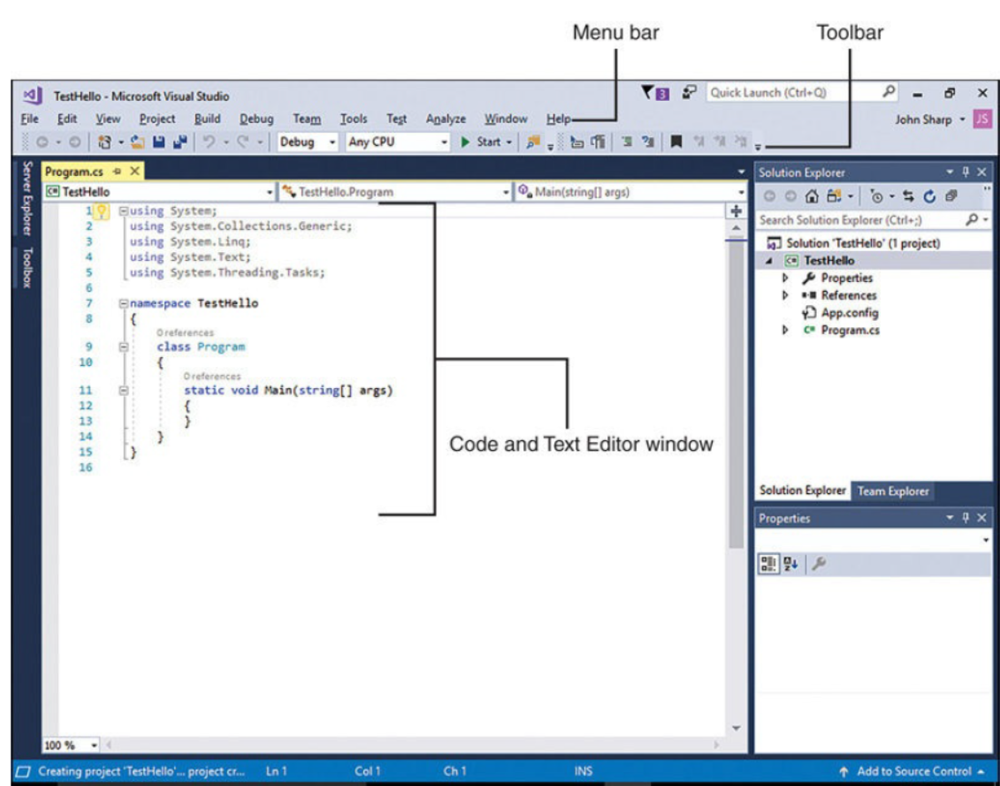 Menu bar
Toolbar
TestHello - Microsoft Visual Studio
3
Quick Launch (Ctrl+Q)
File Edit View Project Build Debug Team Tools Test Analyze Window Help
John Sharp JS
Debug Any CPU Start
Server Explorer
Toolbox
Program.cs
TestHello
TestHello.Program
Main(string[] args)
1 using System;
2 using System.Collections.Generic;
3 using System.Linq;
4 using System.Text;
5 using System.Threading.Tasks;
6
7 namespace TestHello
8 {
0 references
9 class Program
10 {
0 references
11 static void Main(string[] args)
12 {
13 }
14 }
15 }
16
Code and Text Editor window
100 %
Solution Explorer
Search Solution Explorer (Ctrl+;)
Solution 'TestHello' (1 project)
C# TestHello
Properties
References
App.config
C# Program.cs
Solution Explorer Team Explorer
Properties
Creating project 'TestHello'... project cr... Ln 1 Col 1 Ch 1 INS Add to Source Control